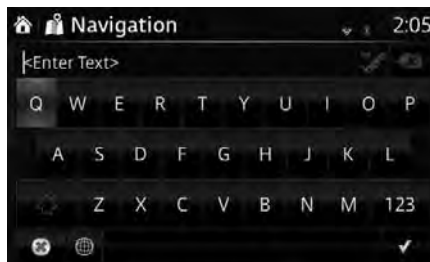 Navigation 2:05
<Enter Text>
Q W E R T Y U I O P
A S D F G H J K L
Z X C V B N M 123